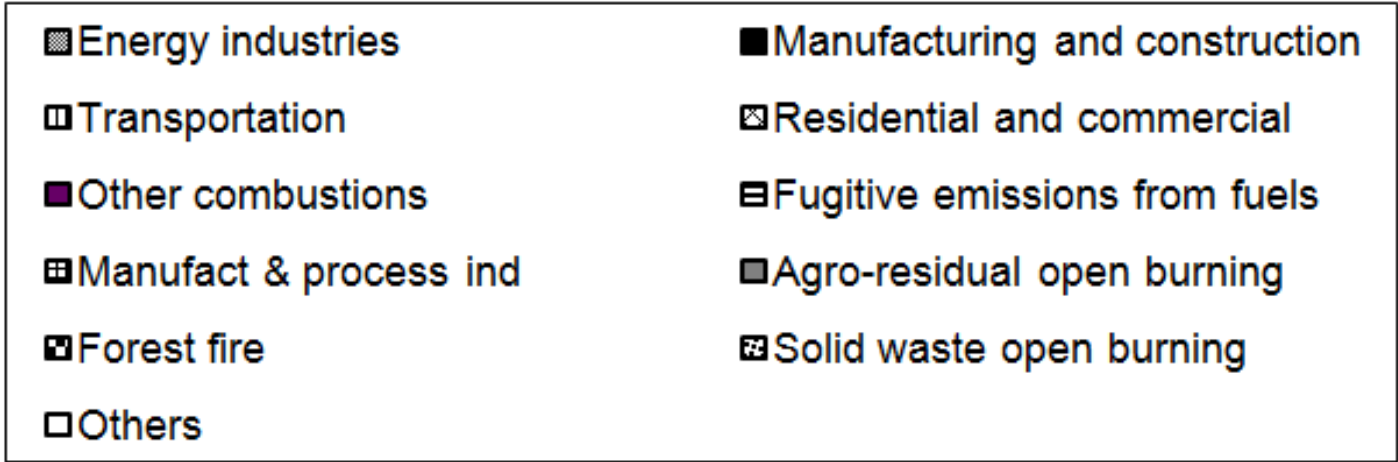 Energy industries Manufacturing and construction
Transportation Residential and commercial
Other combustions Fugitive emissions from fuels
Manufact & process ind Agro-residual open burning
Forest fire Solid waste open burning
Others